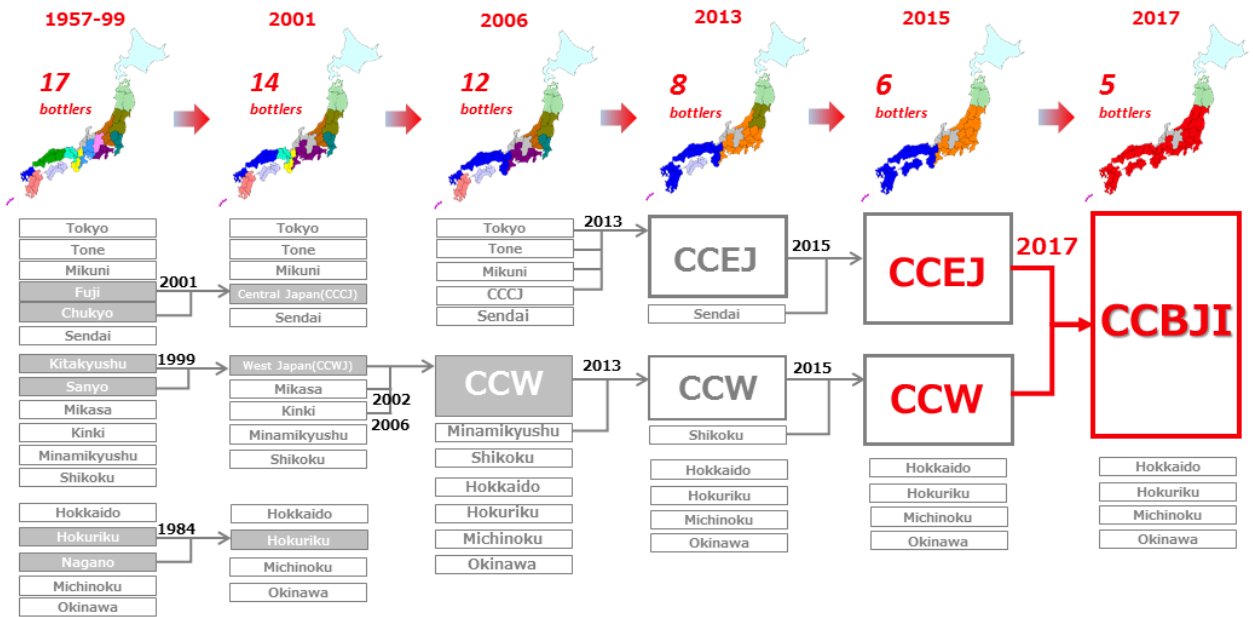 1957-99
2001
2006
2013
2015
2017
17
bottlers
14
bottlers
12
bottlers
8
bottlers
6
bottlers
5
bottlers
Tokyo
Tone
Mikuni
Fuji
Chukyo
Sendai
2001
Kitakyushu
Sanyo
Mikasa
Kinki
Minamikyushu
Shikoku
1999
Hokkaido
Hokuriku
Nagano
Michinoku
Okinawa
1984
Tokyo
Tone
Mikuni
Central Japan(CCCJ)
Sendai
West Japan(CCWJ)
Mikasa
Kinki
Minamikyushu
Shikoku
2002
2006
Hokkaido
Hokuriku
Michinoku
Okinawa
Tokyo
Tone
Mikuni
CCCJ
Sendai
2013
CCW
Minamikyushu
Shikoku
Hokkaido
Hokuriku
Michinoku
Okinawa
2013
CCEJ
Sendai
2015
CCW
Shikoku
2015
Hokkaido
Hokuriku
Michinoku
Okinawa
CCEJ
CCW
2017
Hokkaido
Hokuriku
Michinoku
Okinawa
CCBJI
Hokkaido
Hokuriku
Michinoku
Okinawa